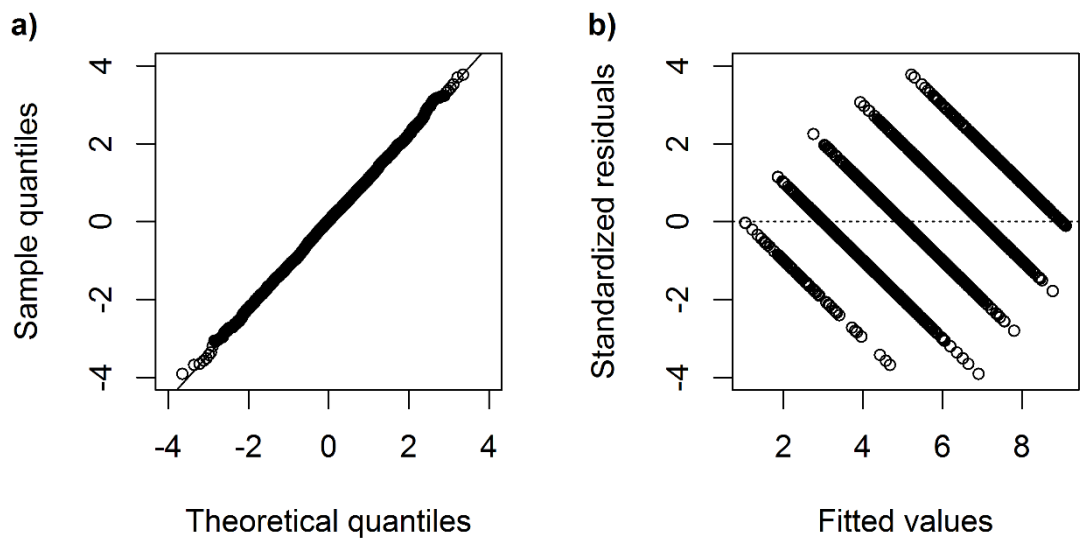 a)
Sample quantiles
4
2
0
-2
-4
-4 -2 0 2 4
Theoretical quantiles
b)
Standardized residuals
4
2
0
-2
-4
2 4 6 8
Fitted values